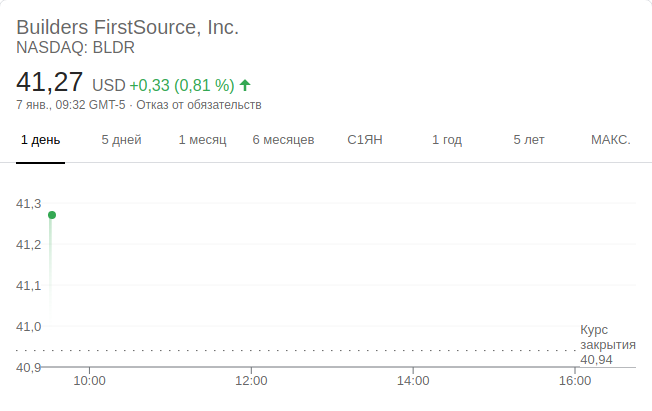 Builders FirstSource, Inc.
NASDAQ: BLDR
41,27 USD +0,33 (0,81 %)
7 янв., 09:32 GMT-5 · Отказ от обязательств
1 день 5 дней 1 месяц 6 месяцев С1ЯН 1 год 5 лет МАКС.
41,3
41,2
41,1
41,0
40,9
Курс
закрытия
40,94
10:00 12:00 14:00 16:00